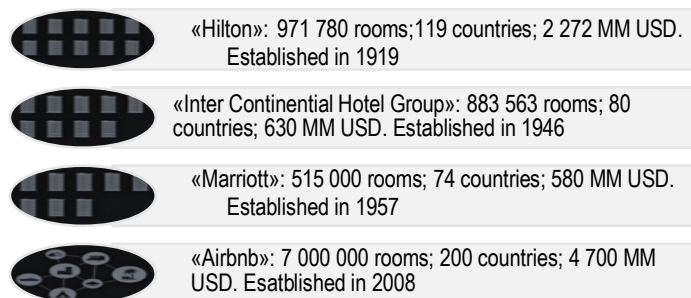 «Hilton»: 971 780 rooms;119 countries; 2 272 MM USD.
Established in 1919
«Inter Continental Hotel Group»: 883 563 rooms; 80
countries; 630 MM USD. Established in 1946
«Marriott»: 515 000 rooms; 74 countries; 580 MM USD.
Established in 1957
«Airbnb»: 7 000 000 rooms; 200 countries; 4 700 MM
USD. Esatblished in 2008